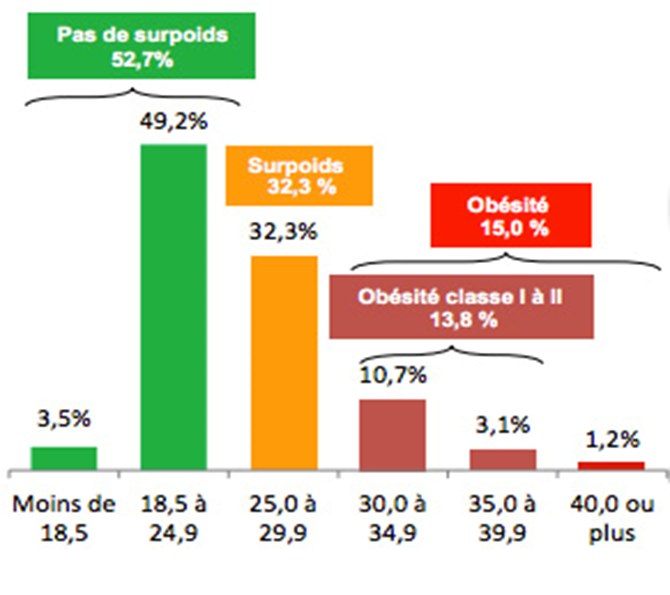 Pas de surpoids
52,7%
49,2%
Surpoids
32,3 %
Obésité
15,0 %
32,3%
Obésité classe I à II
13,8 %
10,7%
3,5%
3,1%
1,2%
Moins de
18,5
18,5 à
24,9
25,0 à
29,9
30,0 à
34,9
35,0 à
39,9
40,0 ou
plus